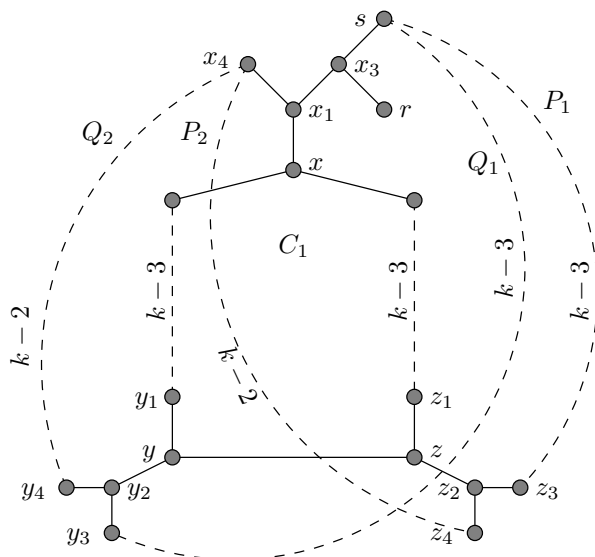 s
x₄ x₃
P₁
x₁ r
Q₂ P₂
x Q₁
C₁
k − 3 k − 3 k − 3 k − 3
k − 2
k − 2
y₁ z₁
y z
y₄ y₂ z₂ z₃
y₃ z₄